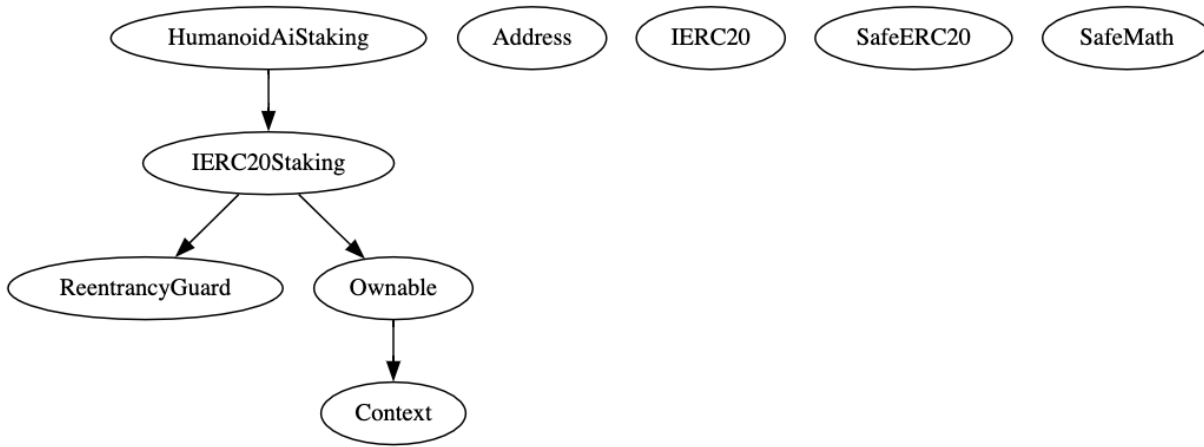 HumanoidAiStaking
Address
IERC20
SafeERC20
SafeMath
IERC20Staking
ReentrancyGuard
Ownable
Context